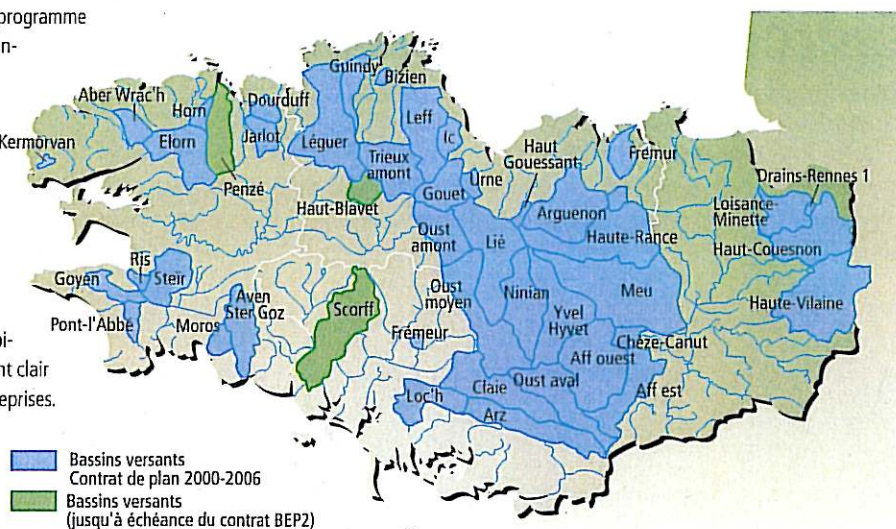 programme
n-
Guindy
Bizien
Aber Wrac'h
Horn
Dourduff
Leff
Kermorvan
Elorn
Jarlot
Léguer
Ic
Trieux
amont
Haut
Gouessant
Frémur
Drains-Rennes 1
Penzé
Haut-Blavet
Gouet
Urne
Arguenon
Loisance-
Minette
Oust
amont
Lié
Haute-Rance
Haut-Couesnon
Goyen
Ris
Steïr
Oust
moyen
Ninian
Meu
Haute-Vilaine
Pont-l'Abbé
Moros
Aven
Ster Goz
Scorff
Frémeur
Yvel
Hyvet
Chèze-Canut
Aff ouest
pi-
nt clair
reprises.
Loc'h
Claie
Oust aval
Aff est
Arz
Bassins versants
Contrat de plan 2000-2006
Bassins versants
(jusqu'à échéance du contrat BEP2)